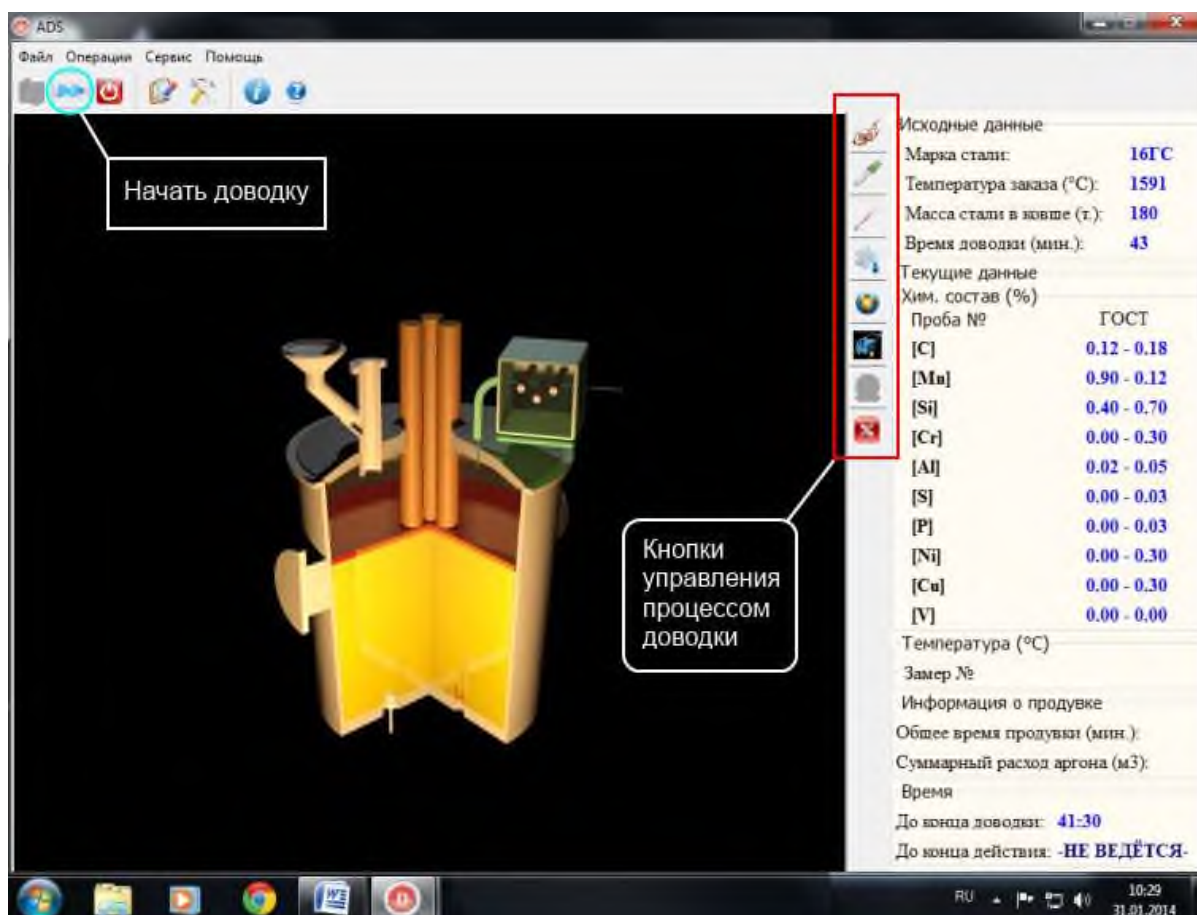 ADS
Файл Операции Сервис Помощь
Начать доводку
Исходные данные
Марка стали: 16ГС
Температура заказа (°C): 1591
Масса стали в ковше (т.): 180
Время доводки (мин.): 43
Текущие данные
Хим. состав (%)
Проба № ГОСТ
[C] 0.12 - 0.18
[Mn] 0.90 - 0.12
[Si] 0.40 - 0.70
[Cr] 0.00 - 0.30
[Al] 0.02 - 0.05
[S] 0.00 - 0.03
[P] 0.00 - 0.03
[Ni] 0.00 - 0.30
[Cu] 0.00 - 0.30
[V] 0.00 - 0.00
Температура (°C)
Замер №
Информация о продувке
Общее время продувки (мин.):
Суммарный расход аргона (м3):
Время
До конца доводки: 41:30
До конца действия: -НЕ ВЕДЁТСЯ-
Кнопки
управления
процессом
доводки
RU
10:29
31.01.2014